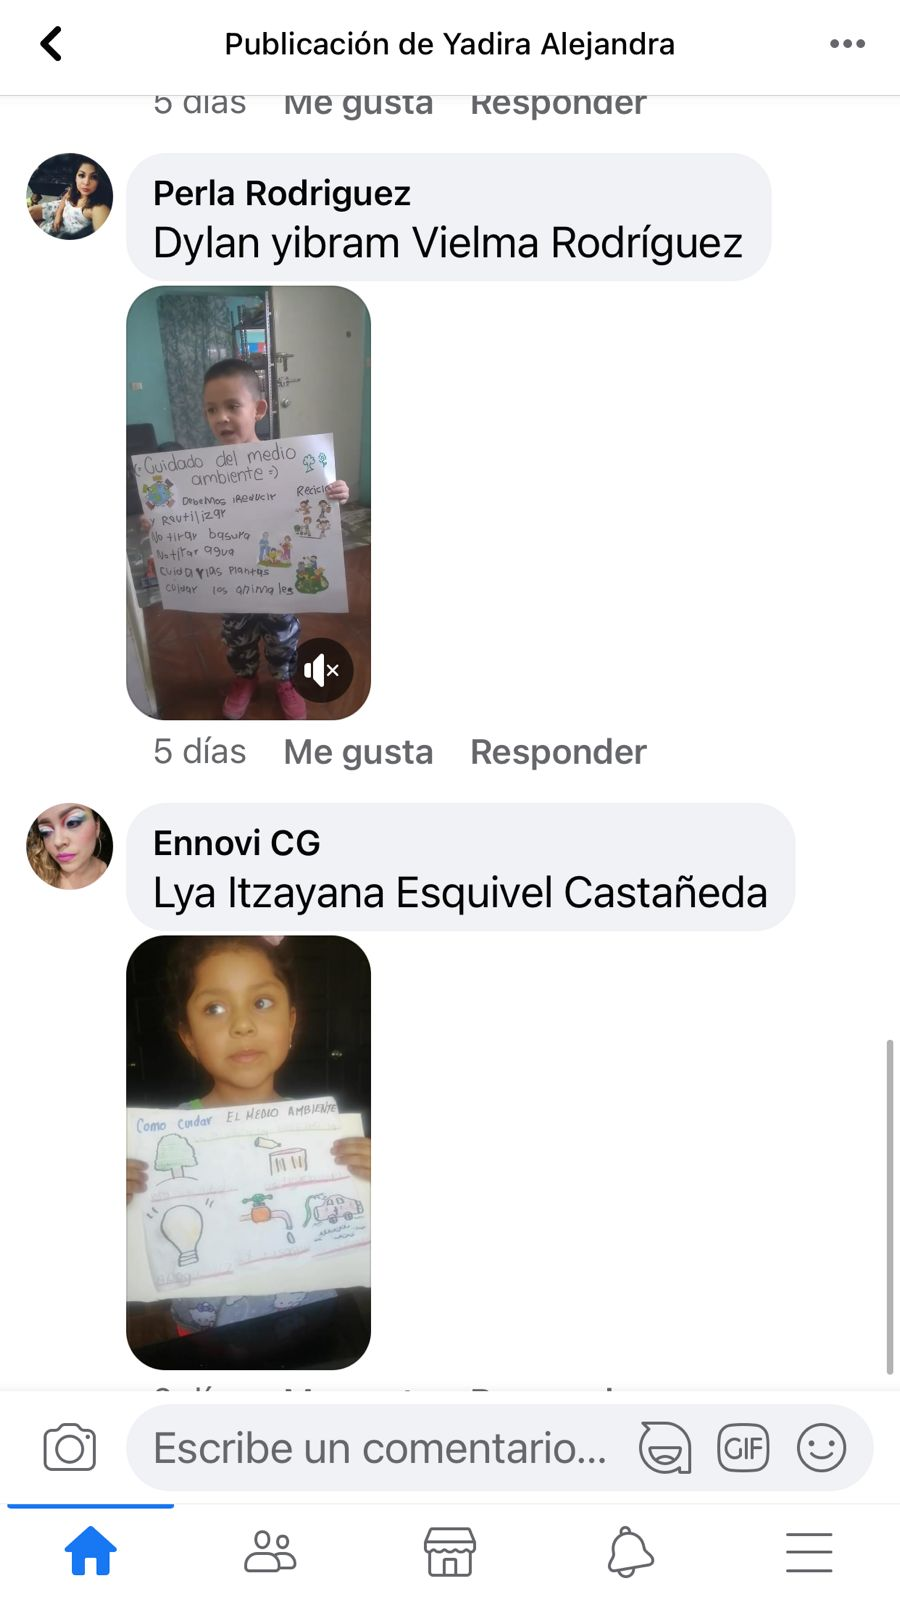 Publicación de Yadira Alejandra
5 días Me gusta Responder
Perla Rodriguez
Dylan yibram Vielma Rodríguez
Cuidado del medio
ambiente =)
Debemos Reducir
Recicla
y Reutilizar
No tirar basura
No tirar agua
cuidar las Plantas
cuidar los animales
5 días Me gusta Responder
Ennovi CG
Lya Itzayana Esquivel Castañeda
Como Cuidar EL MEDIO AMBIENTE
Escribe un comentario...
GIF